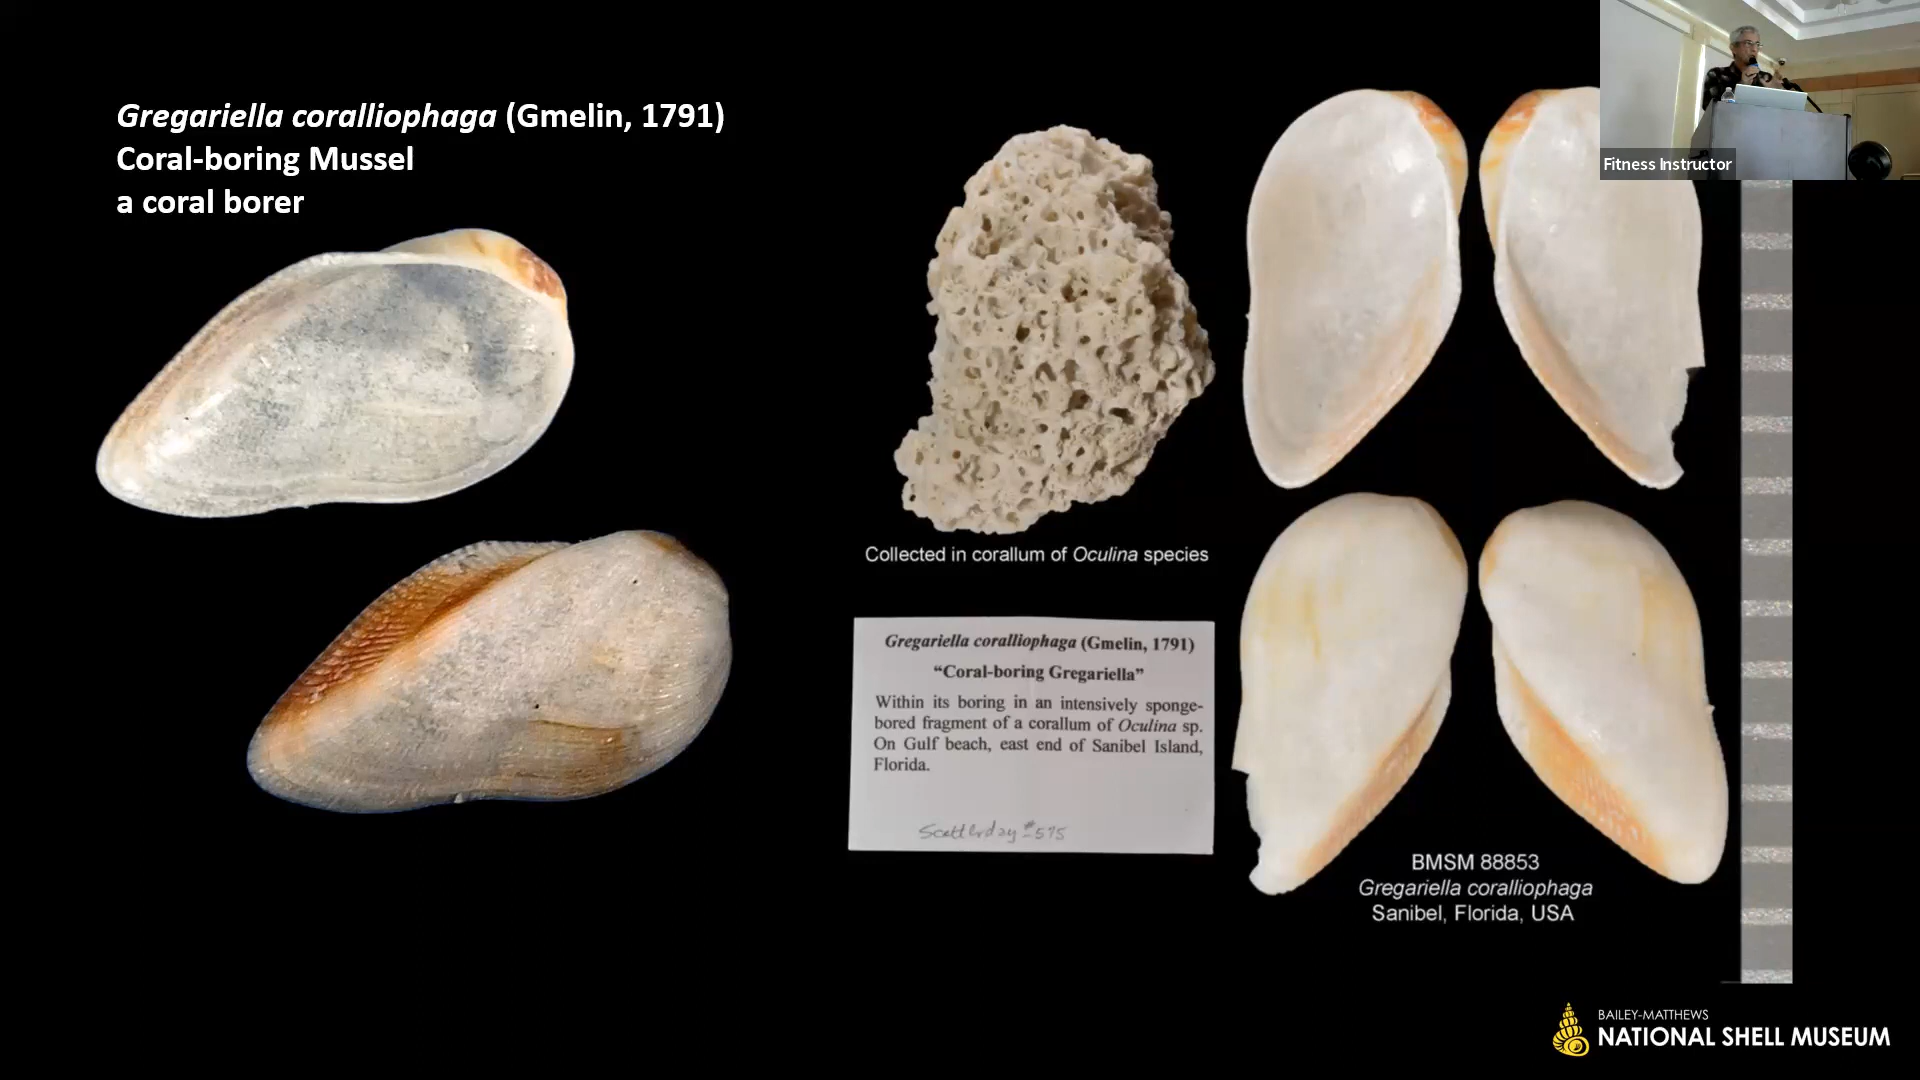 Gregariella coralliophaga (Gmelin, 1791)
Coral-boring Mussel
a coral borer
Fitness Instructor
Collected in corallum of Oculina species
Gregariella coralliophaga (Gmelin, 1791)
“Coral-boring Gregariella”
Within its boring in an intensively sponge-
bored fragment of a corallum of Oculina sp.
On Gulf beach, east end of Sanibel Island,
Florida.
#575
BMSM 88853
Gregariella coralliophaga
Sanibel, Florida, USA
BAILEY-MATTHEWS
NATIONAL SHELL MUSEUM